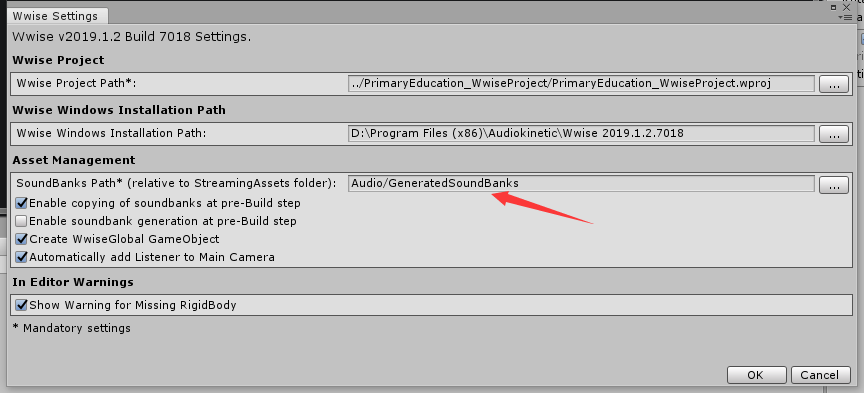 Wwise Settings
Wwise v2019.1.2 Build 7018 Settings.
Wwise Project
Wwise Project Path*: ../PrimaryEducation_WwiseProject/PrimaryEducation_WwiseProject.wproj ...
Wwise Windows Installation Path
Wwise Windows Installation Path: D:\Program Files (x86)\Audiokinetic\Wwise 2019.1.2.7018 ...
Asset Management
SoundBanks Path* (relative to StreamingAssets folder): Audio/GeneratedSoundBanks ...
Enable copying of soundbanks at pre-Build step
Enable soundbank generation at pre-Build step
Create WwiseGlobal GameObject
Automatically add Listener to Main Camera
In Editor Warnings
Show Warning for Missing RigidBody
* Mandatory settings
OK Cancel